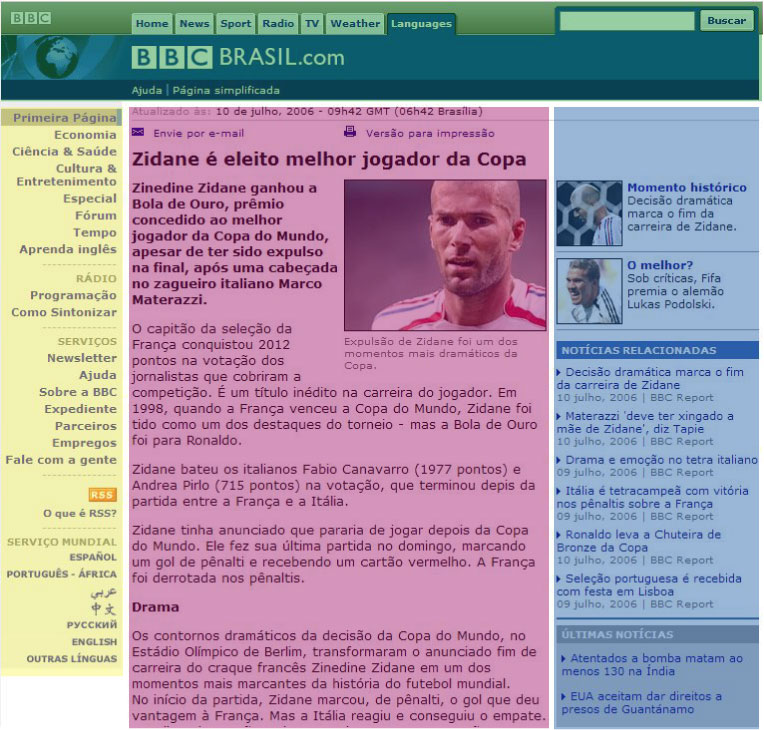 BBC
Home
News
Sport
Radio
TV
Weather
Languages
Buscar
BBC BRASIL.com
Ajuda | Página simplificada
Primeira Página
Economia
Ciência & Saúde
Cultura &
Entretenimento
Especial
Fórum
Tempo
Aprenda inglês
RÁDIO
Programação
Como Sintonizar
SERVIÇOS
Newsletter
Ajuda
Sobre a BBC
Expediente
Parceiros
Empregos
Fale com a gente
RSS
O que é RSS?
SERVIÇO MUNDIAL
ESPAÑOL
PORTUGUÊS - ÁFRICA
عربي
中文
РУССКИЙ
ENGLISH
OUTRAS LÍNGUAS
Atualizado às: 10 de julho, 2006 - 09h42 GMT (06h42 Brasília)
Envie por e-mail
Versão para impressão
Zidane é eleito melhor jogador da Copa
Zinedine Zidane ganhou a
Bola de Ouro, prêmio
concedido ao melhor
jogador da Copa do Mundo,
apesar de ter sido expulso
na final, após uma cabeçada
no zagueiro italiano Marco
Materazzi.
Expulsão de Zidane foi um dos
momentos mais dramáticos da
Copa.
O capitão da seleção da
França conquistou 2012
pontos na votação dos
jornalistas que cobriram a
competição. É um título inédito na carreira do jogador. Em
1998, quando a França venceu a Copa do Mundo, Zidane foi
tido como um dos destaques do torneio - mas a Bola de Ouro
foi para Ronaldo.
Zidane bateu os italianos Fabio Canavarro (1977 pontos) e
Andrea Pirlo (715 pontos) na votação, que terminou depis da
partida entre a França e a Itália.
Zidane tinha anunciado que pararia de jogar depois da Copa
do Mundo. Ele fez sua última partida no domingo, marcando
um gol de pênalti e recebendo um cartão vermelho. A França
foi derrotada nos pênaltis.
Drama
Os contornos dramáticos da decisão da Copa do Mundo, no
Estádio Olímpico de Berlim, transformaram o anunciado fim de
carreira do craque francês Zinedine Zidane em um dos
momentos mais marcantes da história do futebol mundial.
No início da partida, Zidane marcou, de pênalti, o gol que deu
vantagem à França. Mas a Itália reagiu e conseguiu o empate.
Momento histórico
Decisão dramática
marca o fim da
carreira de Zidane.
O melhor?
Sob críticas, Fifa
premia o alemão
Lukas Podolski.
NOTÍCIAS RELACIONADAS
Decisão dramática marca o fim
da carreira de Zidane
10 julho, 2006 | BBC Report
Materazzi 'deve ter xingado a
mãe de Zidane', diz Tapie
10 julho, 2006 | BBC Report
Drama e emoção no tetra italiano
09 julho, 2006 | BBC Report
Itália é tetracampeã com vitória
nos pênaltis sobre a França
09 julho, 2006 | BBC Report
Ronaldo leva a Chuteira de
Bronze da Copa
10 julho, 2006 | BBC Report
Seleção portuguesa é recebida
com festa em Lisboa
09 julho, 2006 | BBC Report
ÚLTIMAS NOTÍCIAS
Atentados a bomba matam ao
menos 130 na Índia
EUA aceitam dar direitos a
presos de Guantánamo